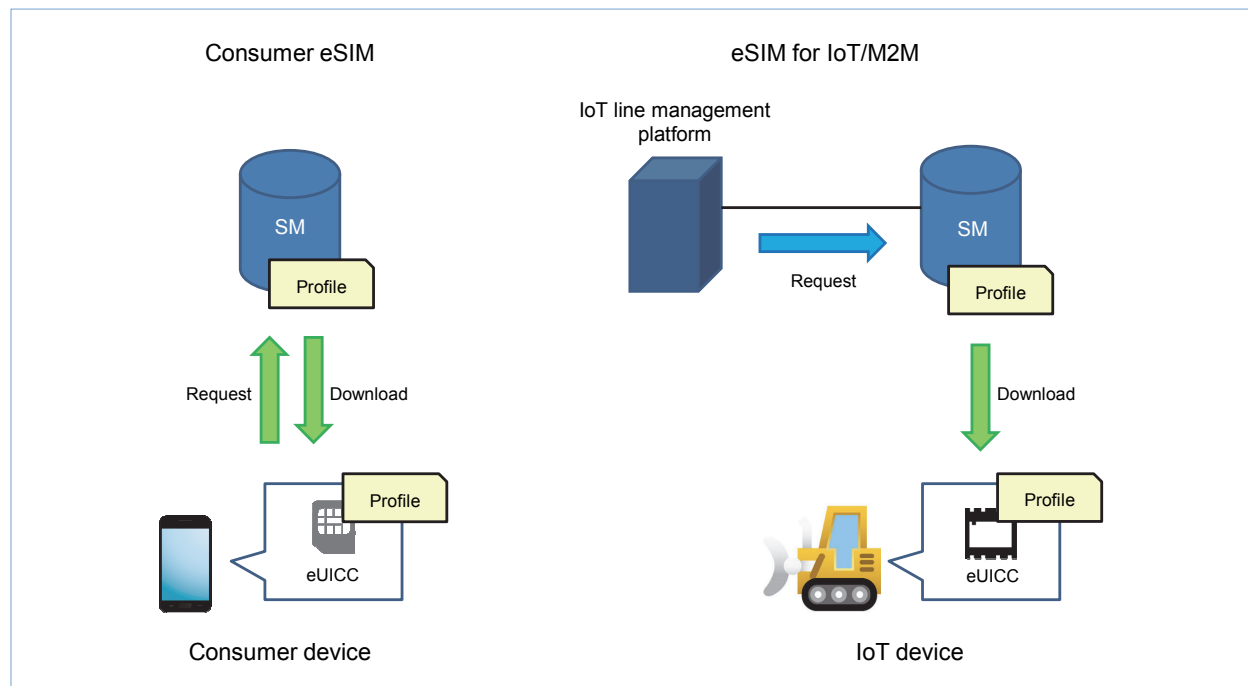 Consumer eSIM
SM
Profile
Request
Download
Profile
eUICC
Consumer device
eSIM for IoT/M2M
IoT line management
platform
SM
Request
Profile
Download
Profile
eUICC
IoT device